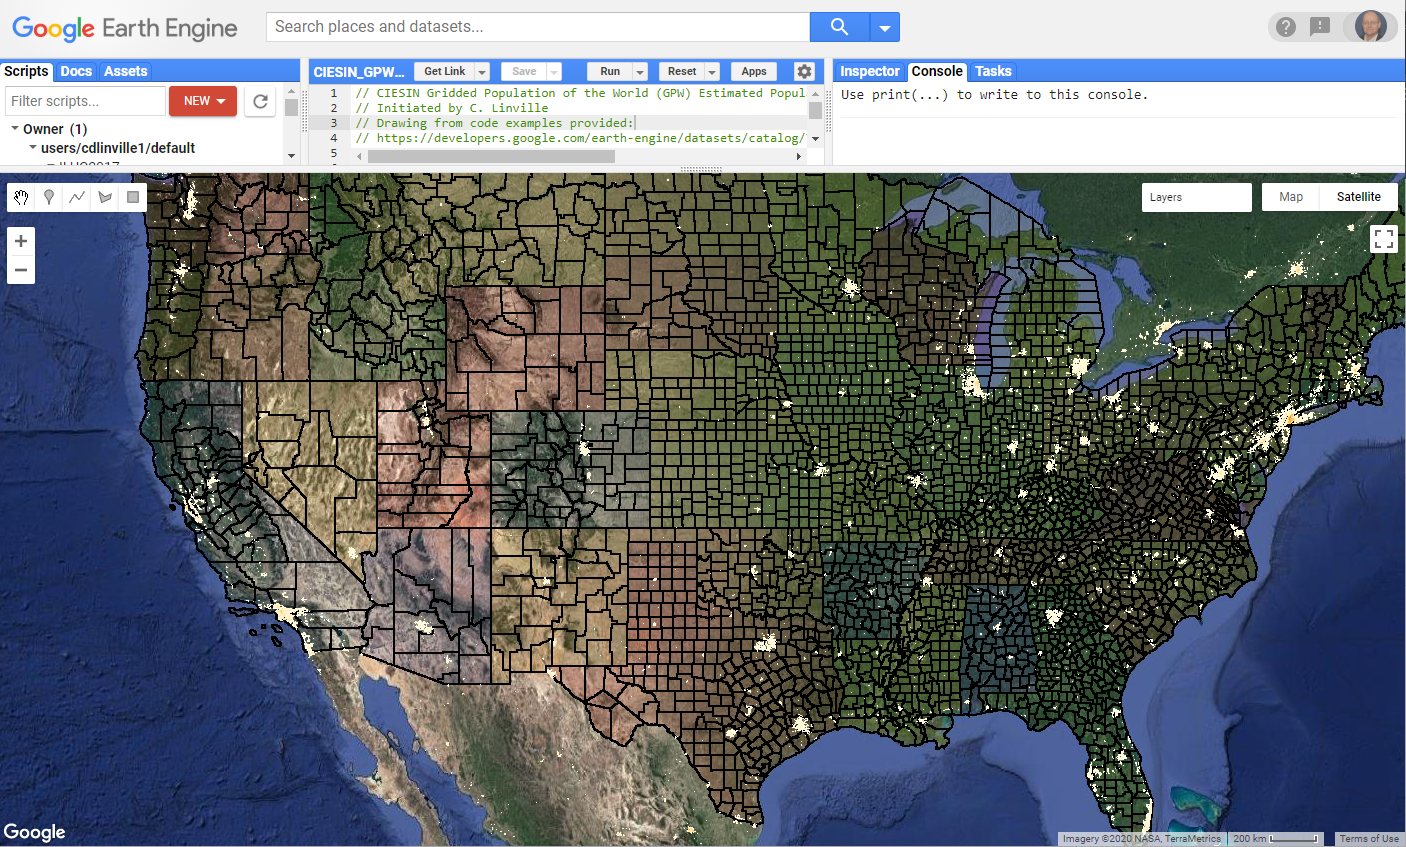 Google Earth Engine
Search places and datasets...
Scripts Docs Assets
Filter scripts...
NEW
Owner (1)
users/cdlinville1/default
CIESIN_GPW...
Get Link
Save
Run
Reset
Apps
1 // CIESIN Gridded Population of the World (GPW) Estimated Popul
2 // Initiated by C. Linville
3 // Drawing from code examples provided:
4 // https://developers.google.com/earth-engine/datasets/catalog/
5
Inspector Console Tasks
Use print(...) to write to this console.
Layers
Map Satellite
Google
Imagery ©2020 NASA, TerraMetrics
200 km
Terms of Use